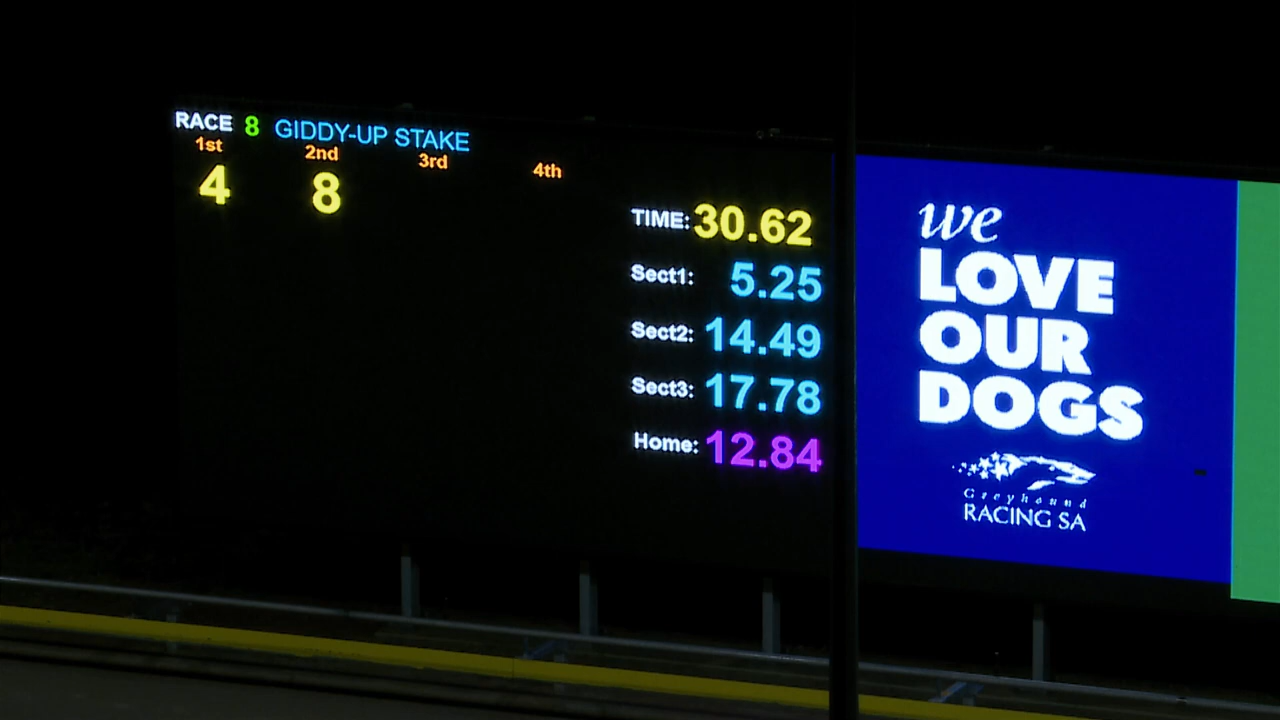 RACE 8 GIDDY-UP STAKE
1st 2nd 3rd 4th
4 8
TIME: 30.62
Sect1: 5.25
Sect2: 14.49
Sect3: 17.78
Home: 12.84
we
LOVE
OUR
DOGS
Greyhound
RACING SA